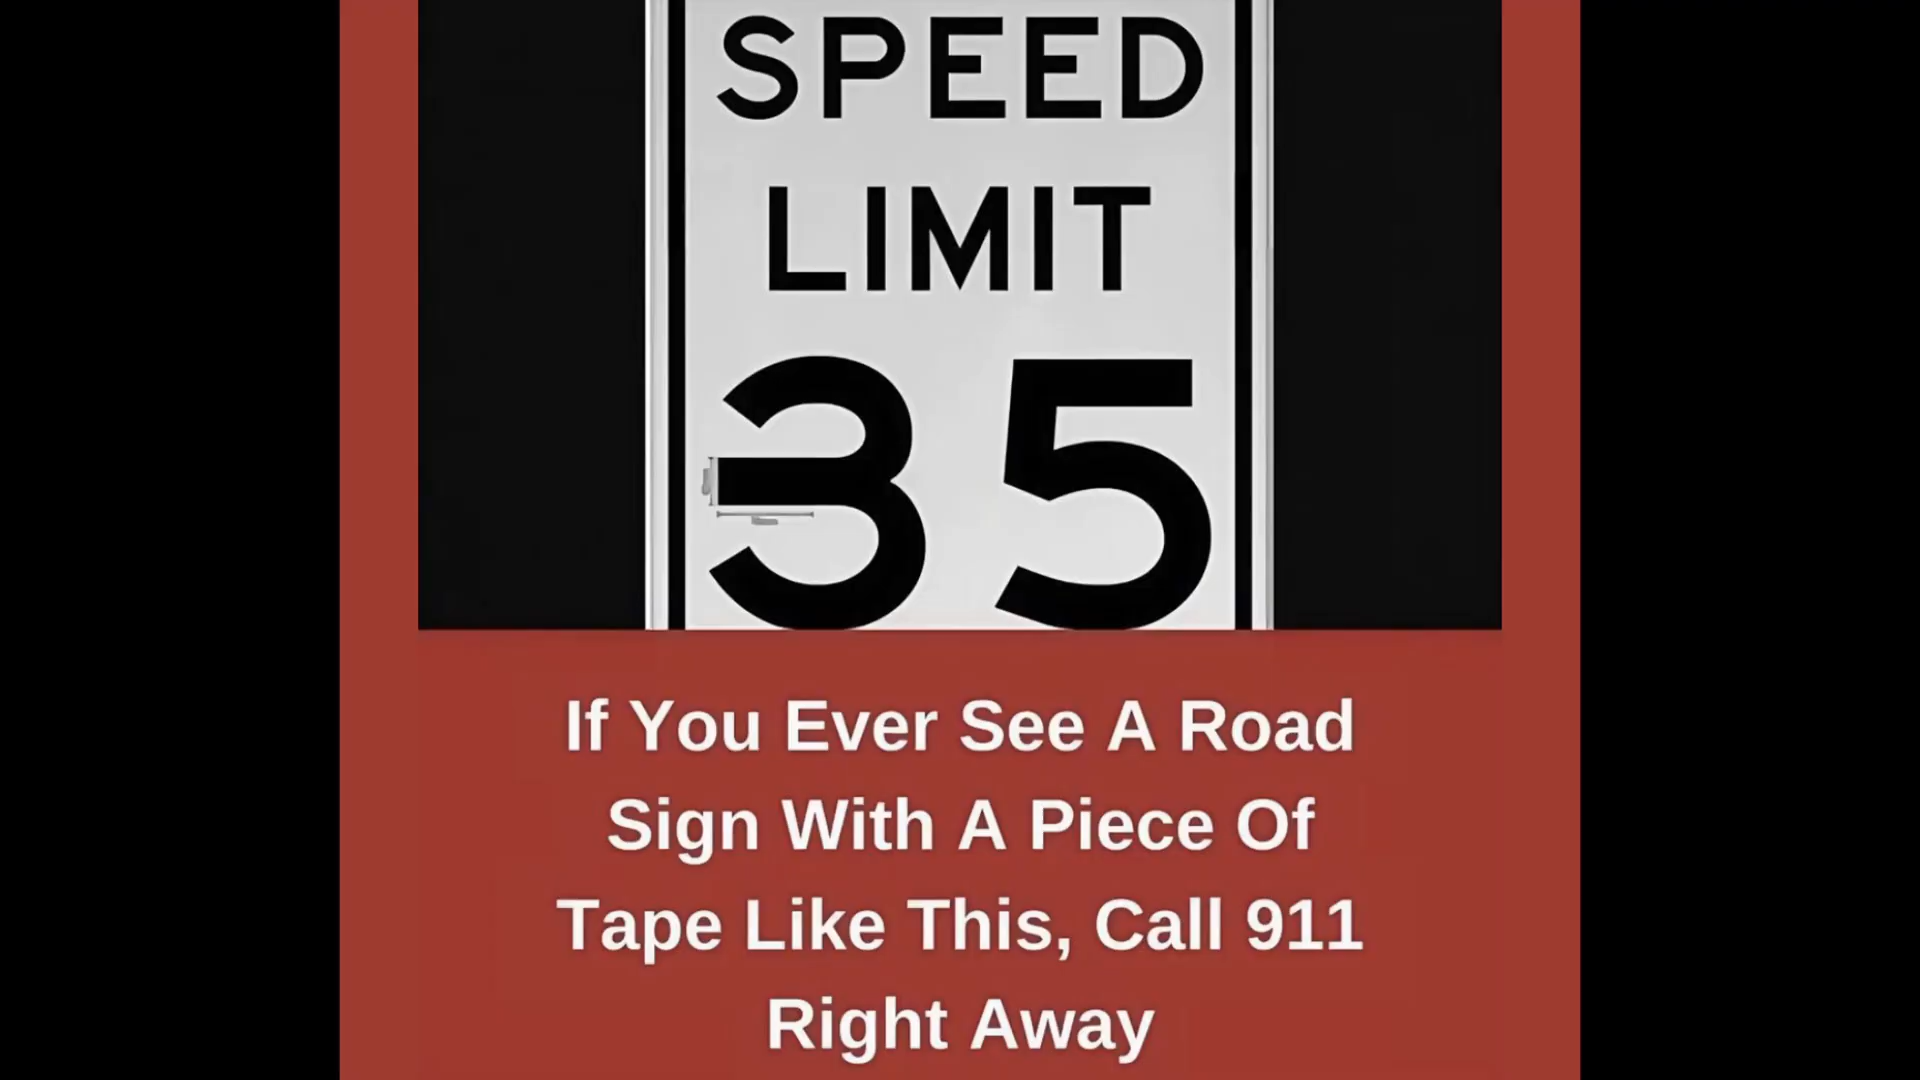 SPEED
LIMIT
35
If You Ever See A Road
Sign With A Piece Of
Tape Like This, Call 911
Right Away